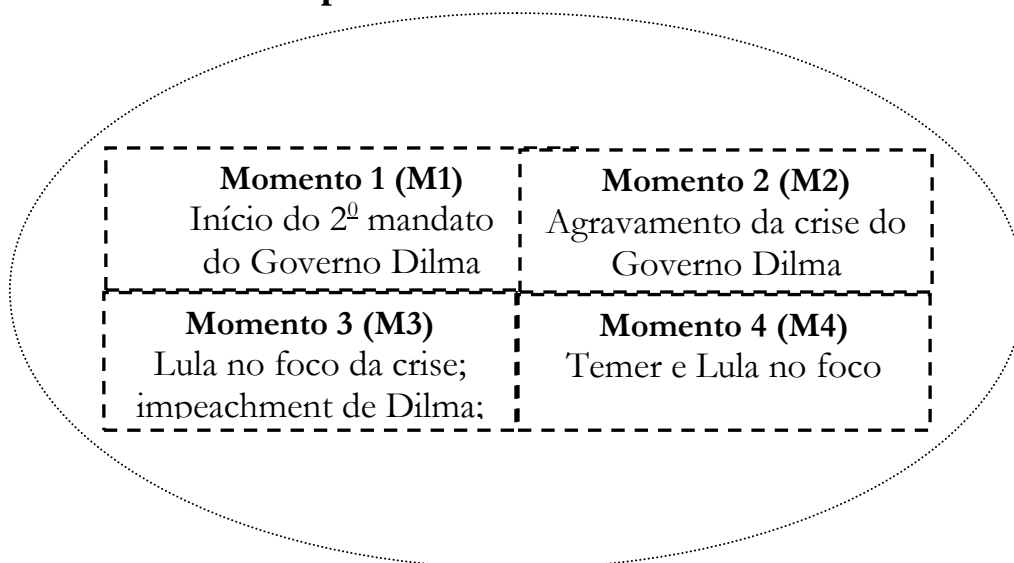 Momento 1 (M1)
Início do 2º mandato
do Governo Dilma
Momento 2 (M2)
Agravamento da crise do
Governo Dilma
Momento 3 (M3)
Lula no foco da crise;
impeachment de Dilma;
Momento 4 (M4)
Temer e Lula no foco